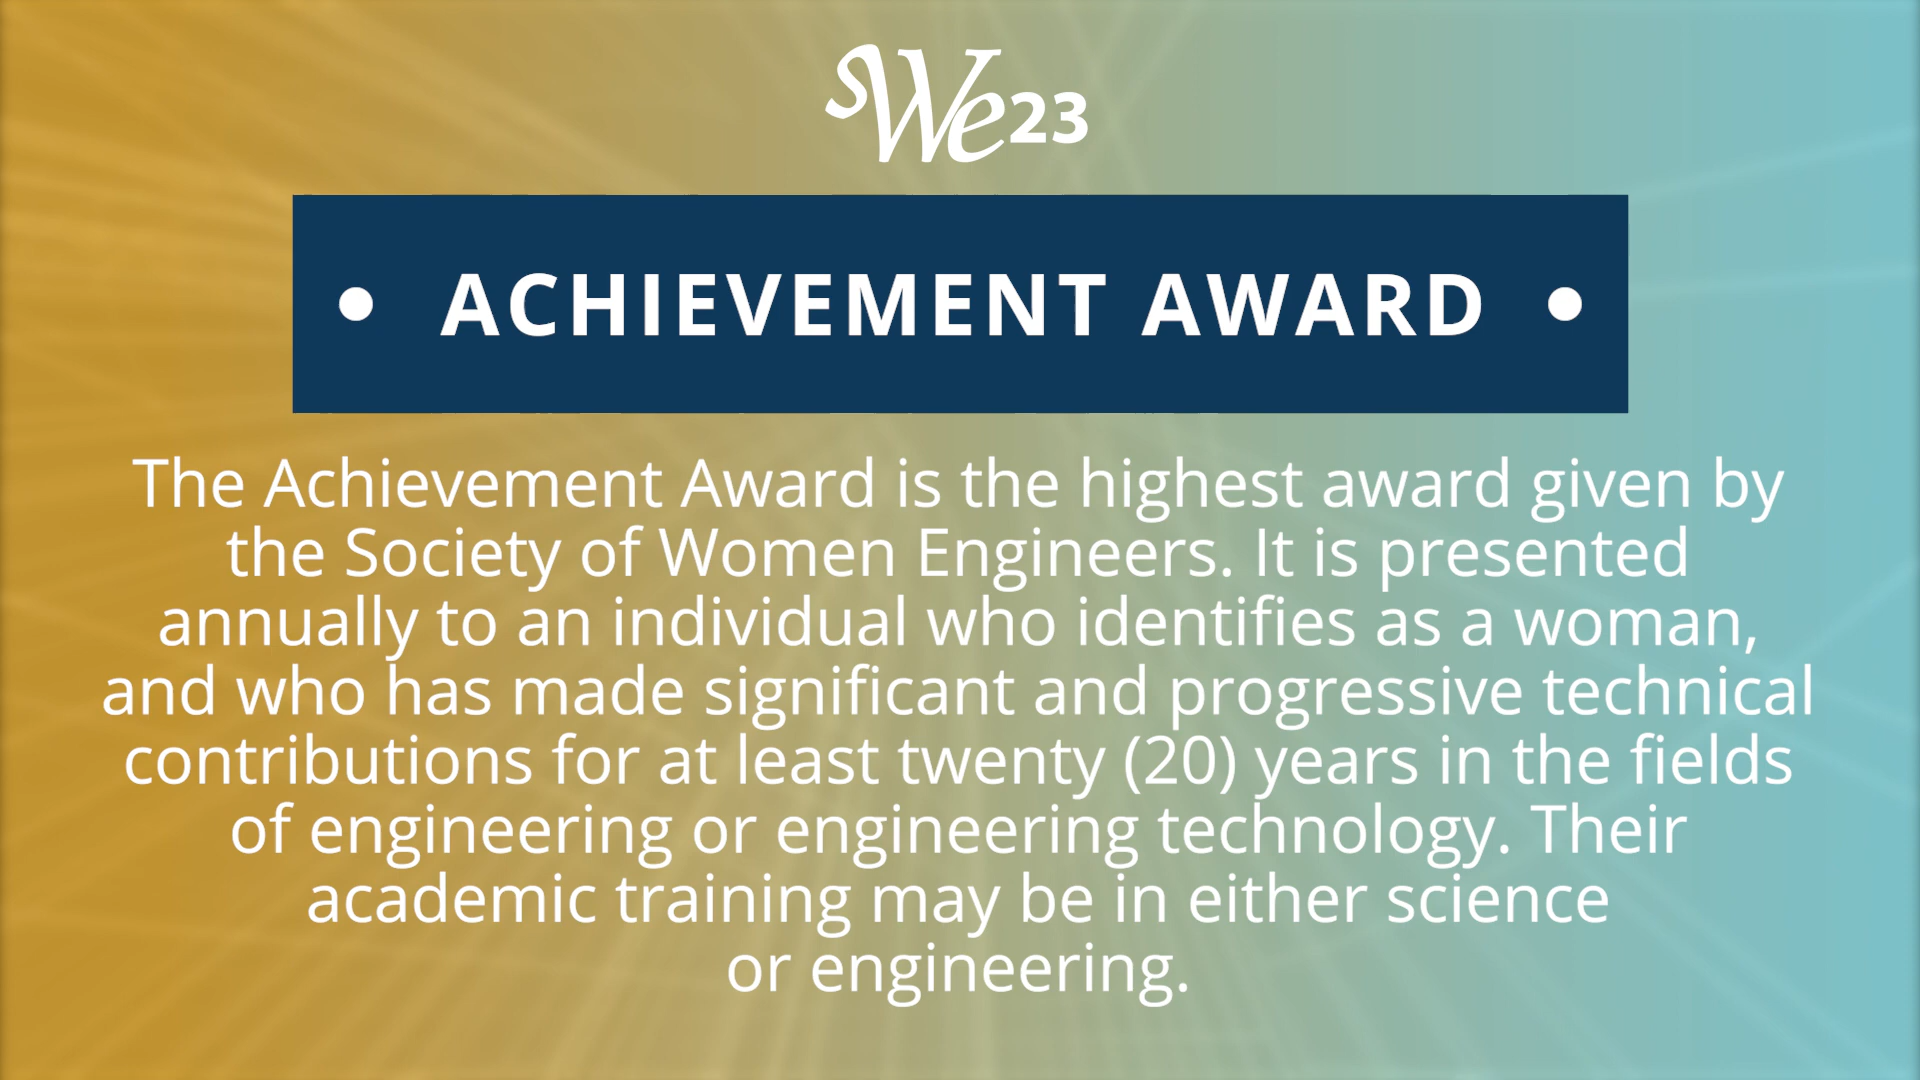 SWe23
• ACHIEVEMENT AWARD •
The Achievement Award is the highest award given by
the Society of Women Engineers. It is presented
annually to an individual who identifies as a woman,
and who has made significant and progressive technical
contributions for at least twenty (20) years in the fields
of engineering or engineering technology. Their
academic training may be in either science
or engineering.